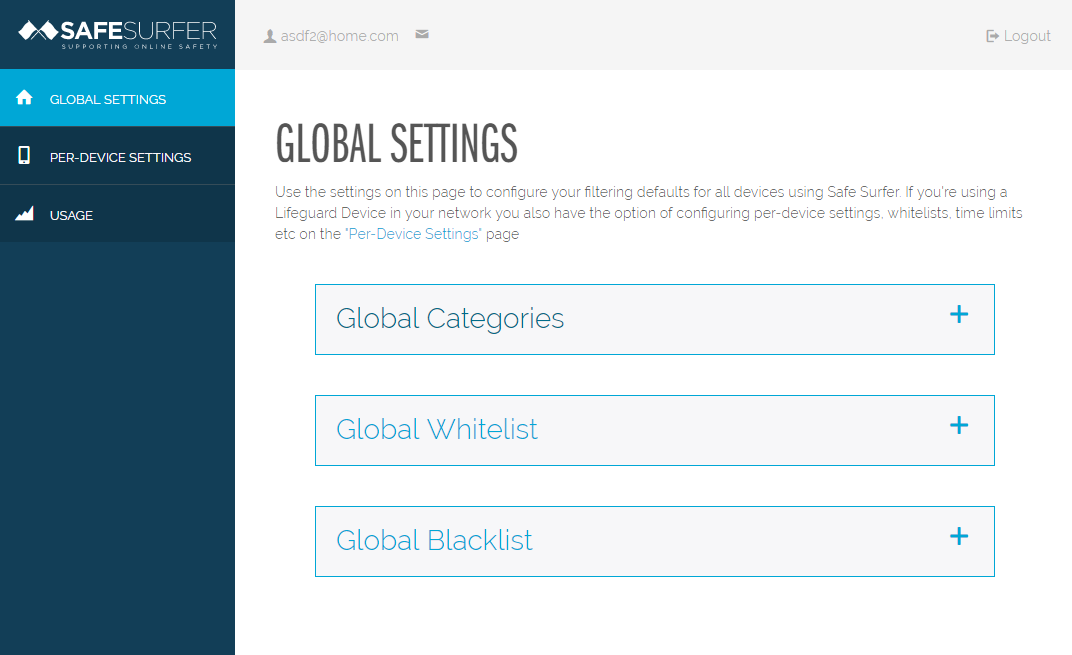 SAFESURFER
SUPPORTING ONLINE SAFETY
asdf2@home.com
Logout
GLOBAL SETTINGS
PER-DEVICE SETTINGS
USAGE
GLOBAL SETTINGS
Use the settings on this page to configure your filtering defaults for all devices using Safe Surfer. If you're using a
Lifeguard Device in your network you also have the option of configuring per-device settings, whitelists, time limits
etc on the "Per-Device Settings" page
Global Categories +
Global Whitelist +
Global Blacklist +